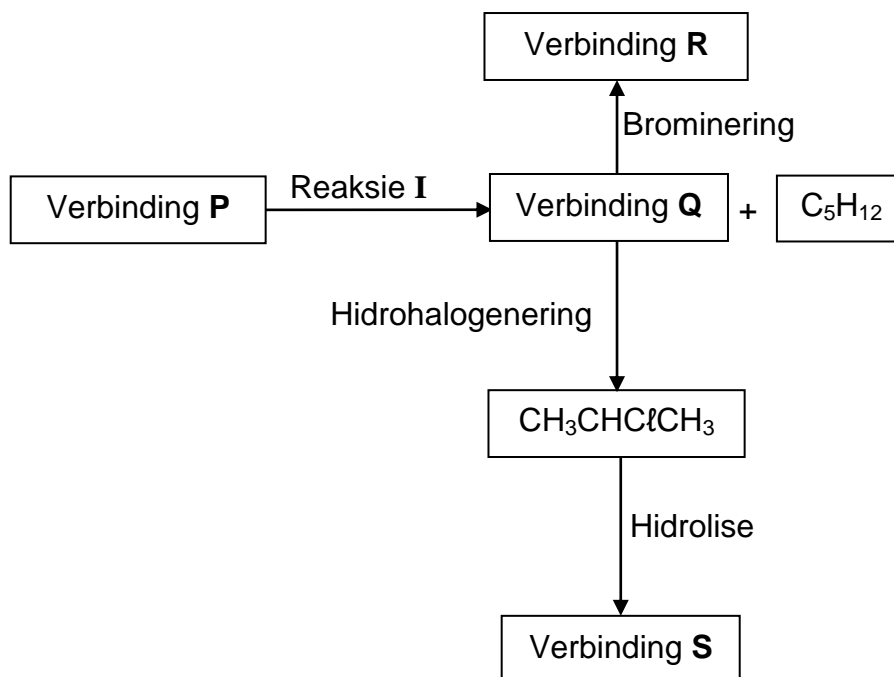 Verbinding R
Brominering
Reaksie I
Verbinding P
Verbinding Q + C₅H₁₂
Hidrohalogenering
CH₃CHCℓCH₃
Hidrolise
Verbinding S